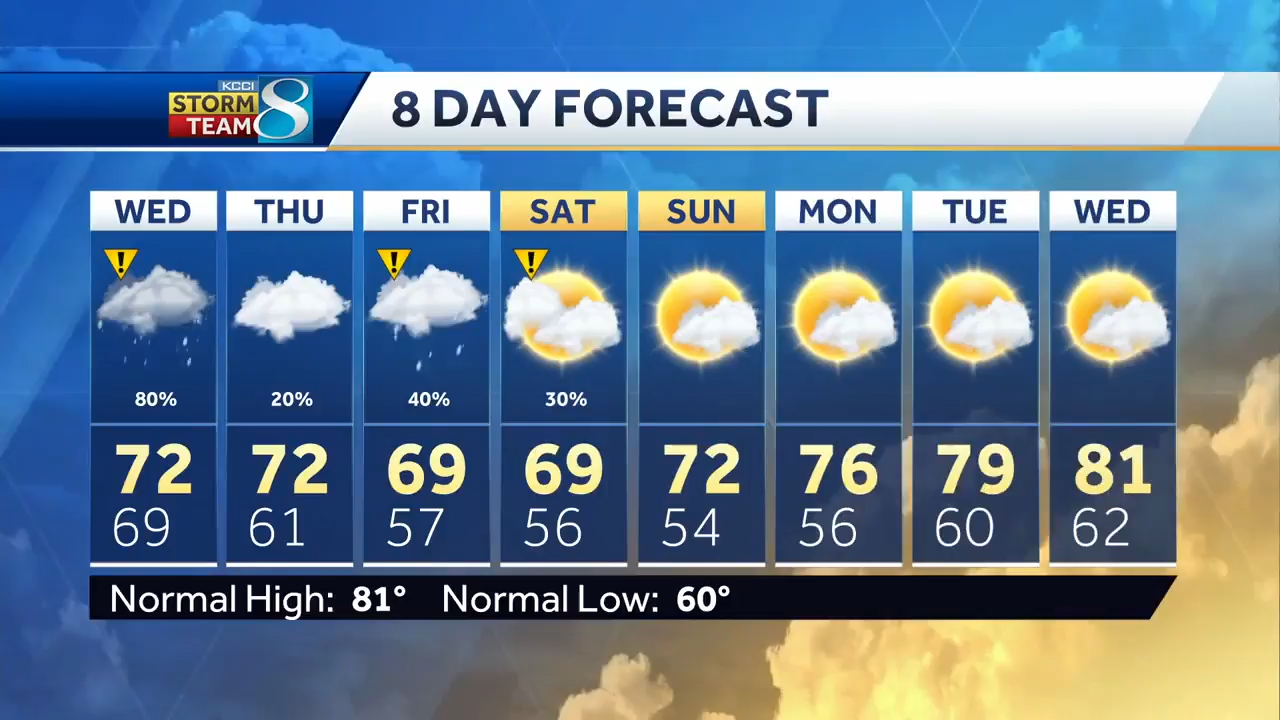 KCCI
STORM
TEAM 8
8 DAY FORECAST
WED THU FRI SAT SUN MON TUE WED
! ! !
80% 20% 40% 30%
72 72 69 69 72 76 79 81
69 61 57 56 54 56 60 62
Normal High: 81° Normal Low: 60°